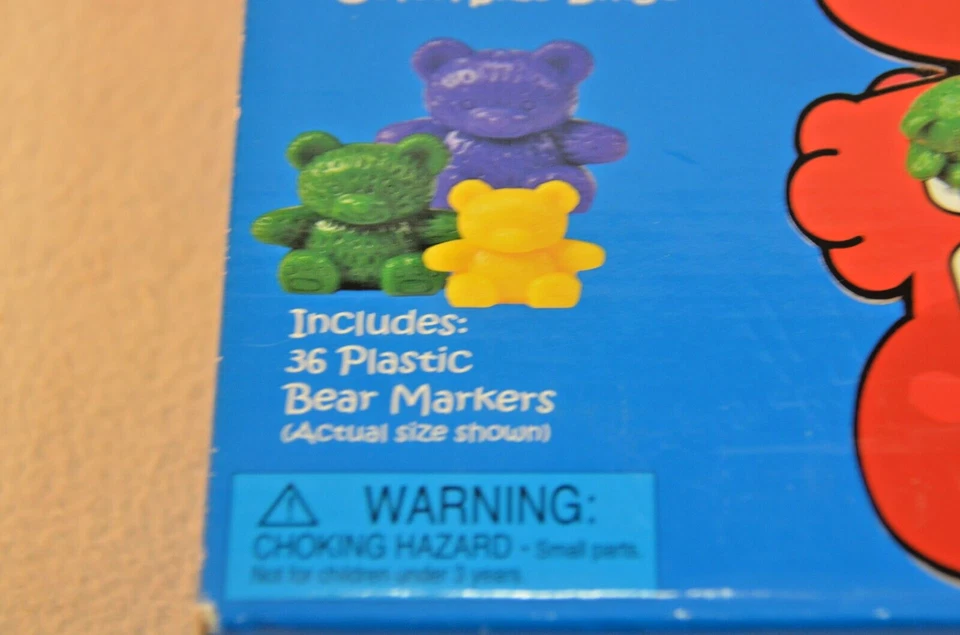 Includes:
36 Plastic
Bear Markers
(Actual size shown)
WARNING:
CHOKING HAZARD - Small parts.
Not for children under 3 years.